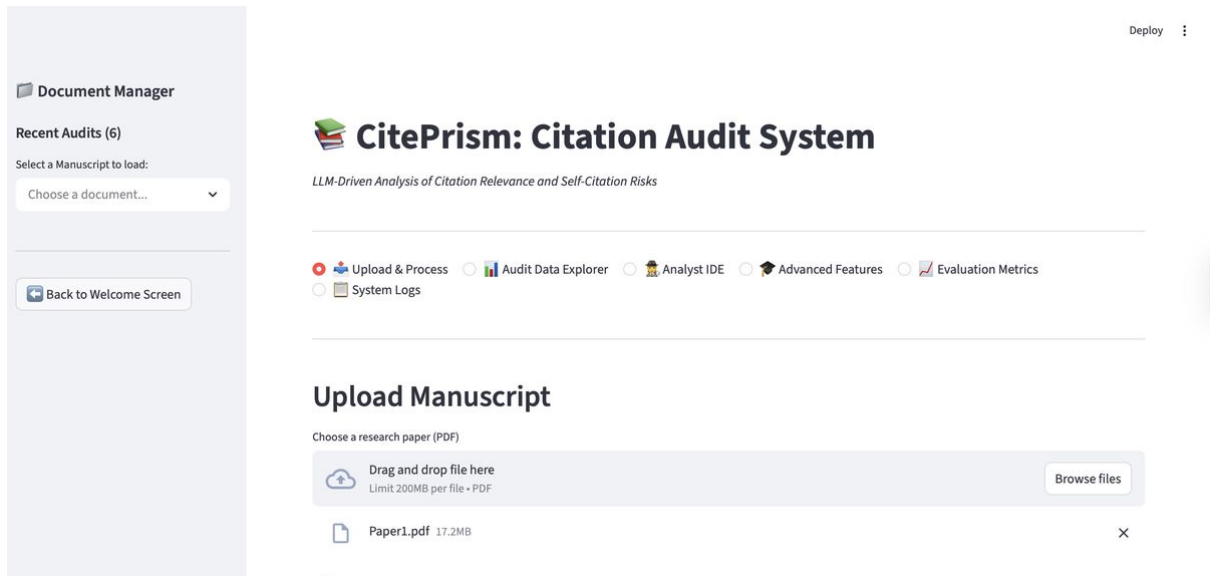 Deploy
Document Manager
Recent Audits (6)
Select a Manuscript to load:
Choose a document...
Back to Welcome Screen
CitePrism: Citation Audit System
LLM-Driven Analysis of Citation Relevance and Self-Citation Risks
Upload & Process Audit Data Explorer Analyst IDE Advanced Features Evaluation Metrics
System Logs
Upload Manuscript
Choose a research paper (PDF)
Drag and drop file here
Limit 200MB per file • PDF
Browse files
Paper1.pdf 17.2MB